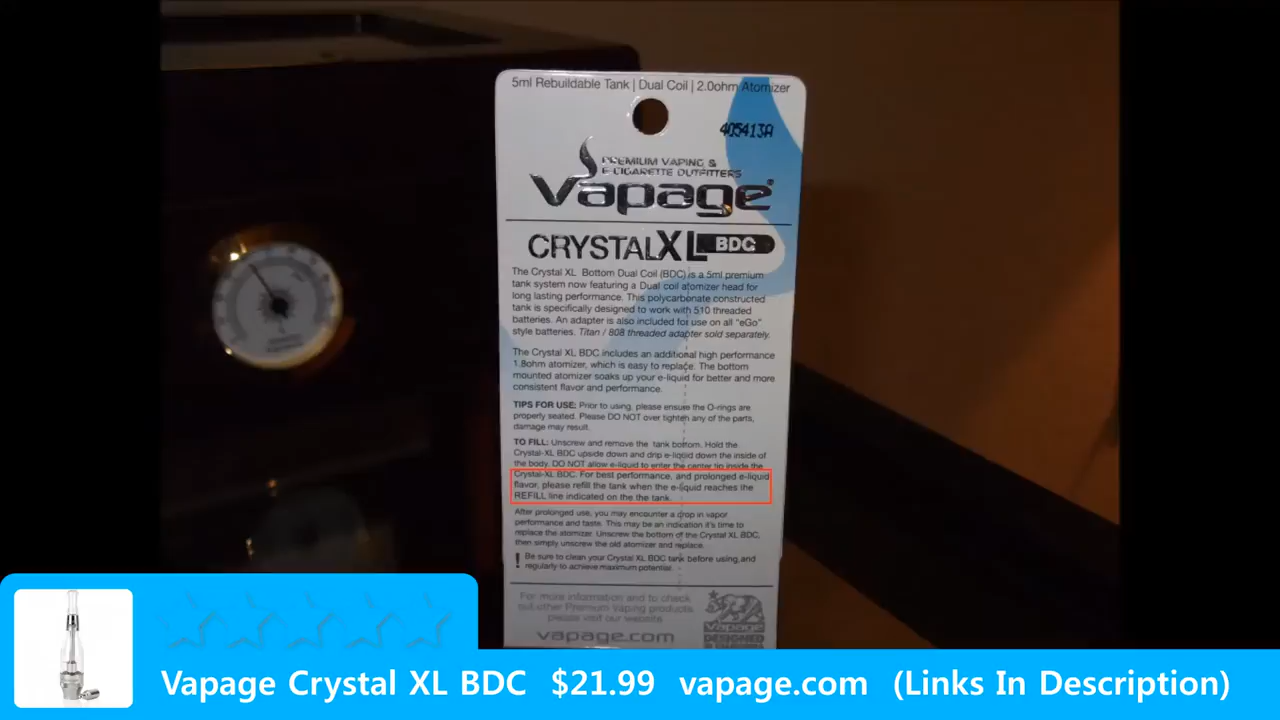 5ml Rebuildable Tank | Dual Coil | 2.0ohm Atomizer
405413A
PREMIUM VAPING &
E-CIGARETTE OUTFITTERS
Vapage®
CRYSTALXL BDC
The Crystal XL Bottom Dual Coil (BDC) is a 5ml premium
tank system now featuring a Dual coil atomizer head for
long lasting performance. This polycarbonate constructed
tank is specifically designed to work with 510 threaded
batteries. An adapter is also included for use on all "eGo"
style batteries. Titan / 808 threaded adapter sold separately.
The Crystal XL BDC includes an additional high performance
1.8ohm atomizer, which is easy to replace. The bottom
mounted atomizer soaks up your e-liquid for better and more
consistent flavor and performance.
TIPS FOR USE: Prior to using, please ensure the O-rings are
properly seated. Please DO NOT over tighten any of the parts,
damage may result.
TO FILL: Unscrew and remove the tank bottom. Hold the
Crystal-XL BDC upside down and drip e-liquid down the inside of
the body. DO NOT allow e-liquid to enter the center tip inside the
Crystal-XL BDC. For best performance, and prolonged e-liquid
flavor, please refill the tank when the e-liquid reaches the
REFILL line indicated on the the tank.
After prolonged use, you may encounter a drop in vapor
performance and taste. This may be an indication it's time to
replace the atomizer. Unscrew the bottom of the Crystal XL BDC,
then simply unscrew the old atomizer and replace.
! Be sure to clean your Crystal XL BDC tank before using and
regularly to achieve maximum potential.
For more information and to check
out other Premium Vaping products
please visit our website
vapage.com
Vapage
DESIGNED
Vapage Crystal XL BDC $21.99 vapage.com (Links In Description)